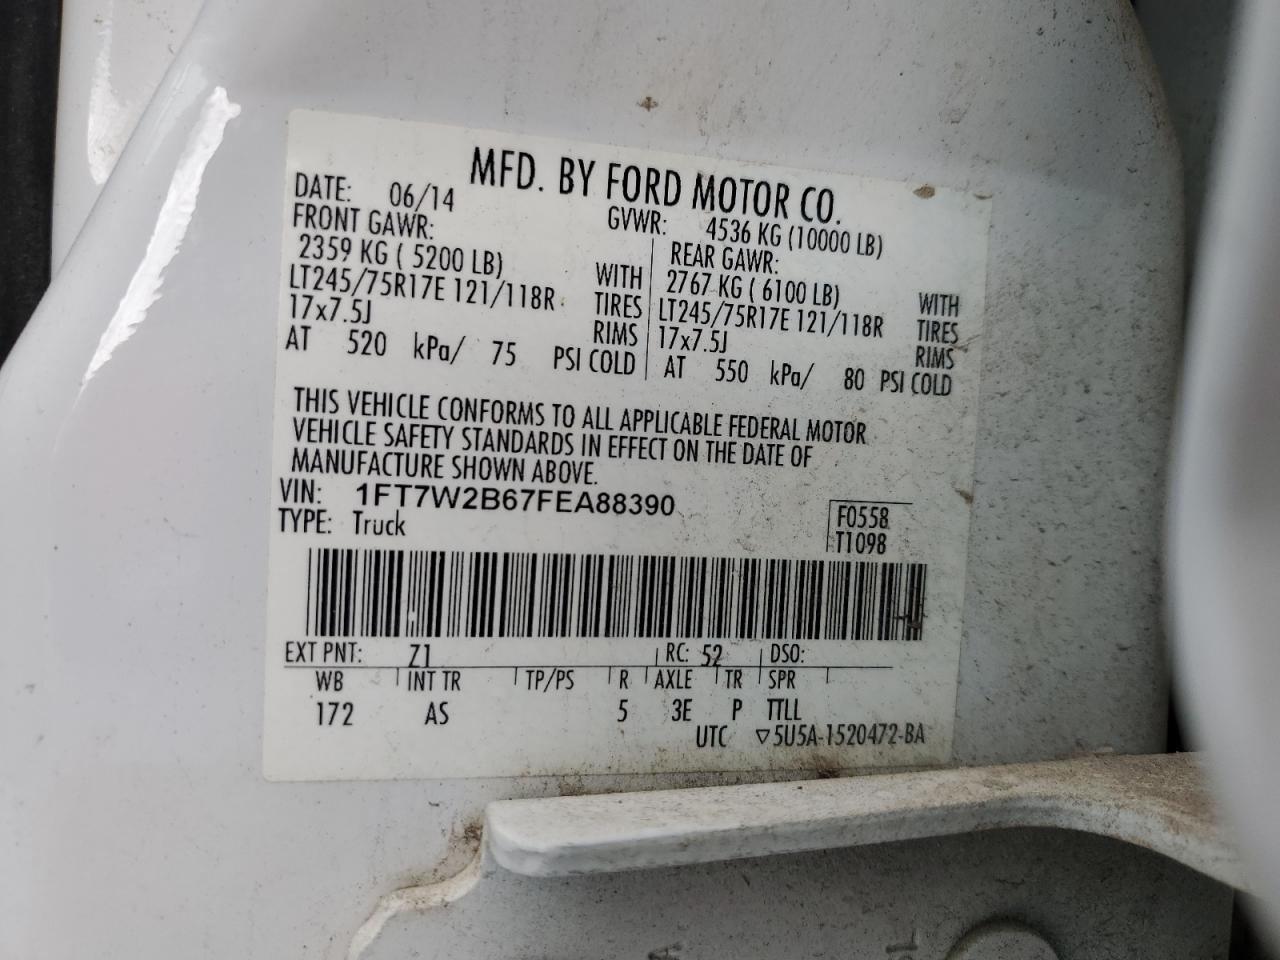 MFD. BY FORD MOTOR CO.
DATE: 06/14 GVWR: 4536 KG (10000 LB)
FRONT GAWR: REAR GAWR:
2359 KG ( 5200 LB) WITH 2767 KG ( 6100 LB) WITH
LT245/75R17E 121/118R TIRES LT245/75R17E 121/118R TIRES
17x7.5J RIMS 17x7.5J RIMS
AT 520 kPa/ 75 PSI COLD AT 550 kPa/ 80 PSI COLD
THIS VEHICLE CONFORMS TO ALL APPLICABLE FEDERAL MOTOR
VEHICLE SAFETY STANDARDS IN EFFECT ON THE DATE OF
MANUFACTURE SHOWN ABOVE.
VIN: 1FT7W2B67FEA88390 F0558
TYPE: Truck T1098
EXT PNT: Z1 RC: 52 DSO:
WB INT TR TP/PS R AXLE TR SPR
172 AS 5 3E P TTLL
UTC ▽5U5A-1520472-BA